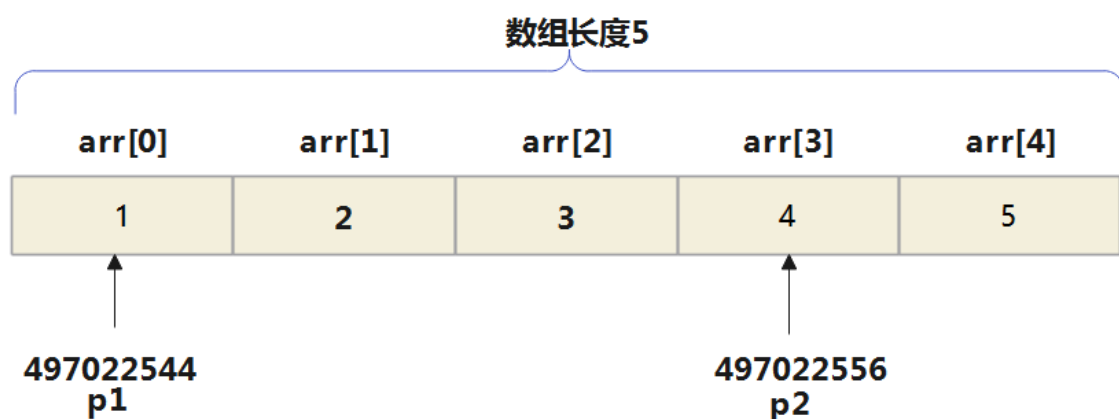 数组长度5
arr[0] arr[1] arr[2] arr[3] arr[4]
1 2 3 4 5
497022544 497022556
p1 p2